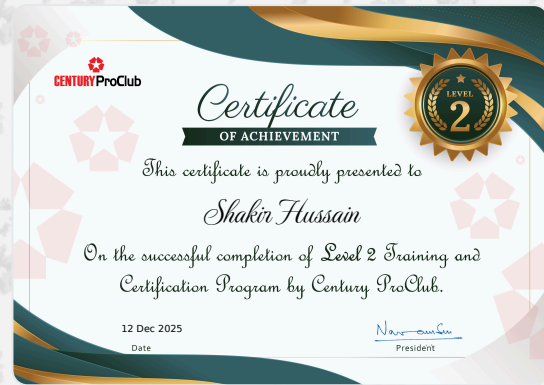 CENTURY ProClub
Certificate
OF ACHIEVEMENT
LEVEL
2
This certificate is proudly presented to
Shakir Hussain
On the successful completion of Level 2 Training and
Certification Program by Century ProClub.
12 Dec 2025
Date
President